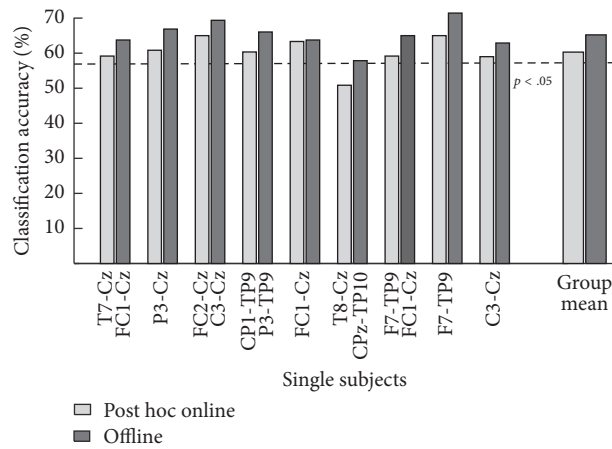 Classification accuracy (%)
70
60
50
40
30
20
10
p < .05
T7-Cz
FC1-Cz
P3-Cz
FC2-Cz
C3-Cz
CP1-TP9
P3-TP9
FC1-Cz
T8-Cz
CPz-TP10
F7-TP9
FC1-Cz
F7-TP9
C3-Cz
Group
mean
Single subjects
Post hoc online
Offline